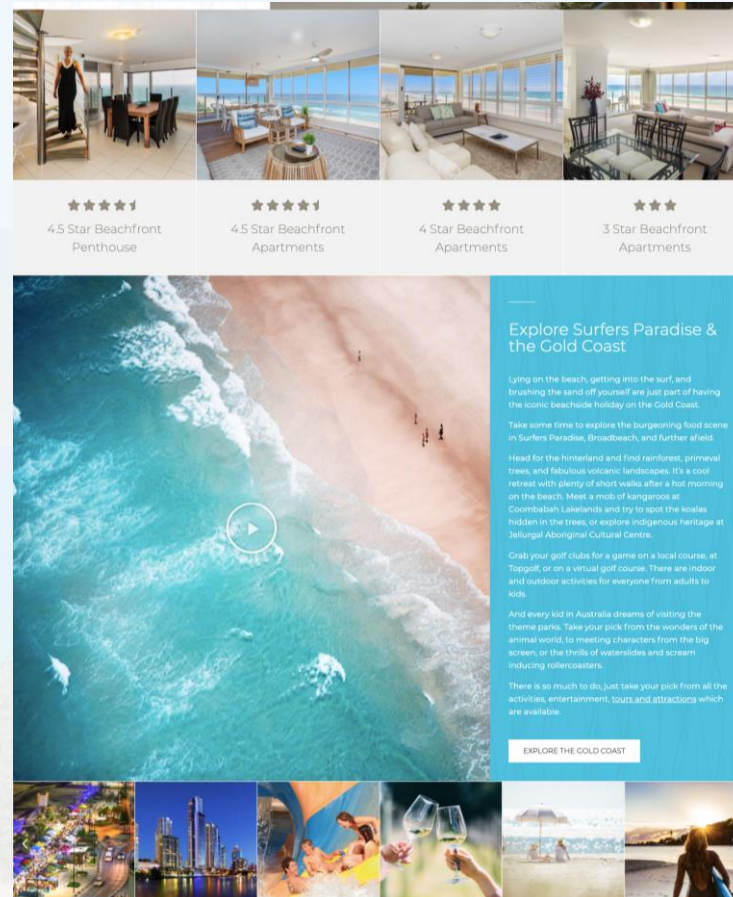 4.5 Star Beachfront
Penthouse
4.5 Star Beachfront
Apartments
4 Star Beachfront
Apartments
3 Star Beachfront
Apartments
Explore Surfers Paradise &
the Gold Coast
Lying on the beach, getting into the surf, and
brushing the sand off yourself are just part of having
the iconic beachside holiday on the Gold Coast.
Take some time to explore the burgeoning food scene
in Surfers Paradise, Broadbeach, and further afield.
Head for the hinterland and find rainforest, primeval
trees, and fabulous volcanic landscapes. It's a cool
retreat with plenty of short walks after a hot morning
on the beach. Meet a mob of kangaroos at
Coombabah Lakelands and try to spot the koalas
hidden in the trees, or explore indigenous heritage at
Jellurgal Aboriginal Cultural Centre.
Grab your golf clubs for a game on a local course, at
Topgolf, or on a virtual golf course. There are indoor
and outdoor activities for everyone from adults to
kids.
And every kid in Australia dreams of visiting the
theme parks. Take your pick from the wonders of the
animal world, to meeting characters from the big
screen, or the thrills of waterslides and scream
inducing rollercoasters.
There is so much to do, just take your pick from all the
activities, entertainment, tours and attractions which
are available.
EXPLORE THE GOLD COAST